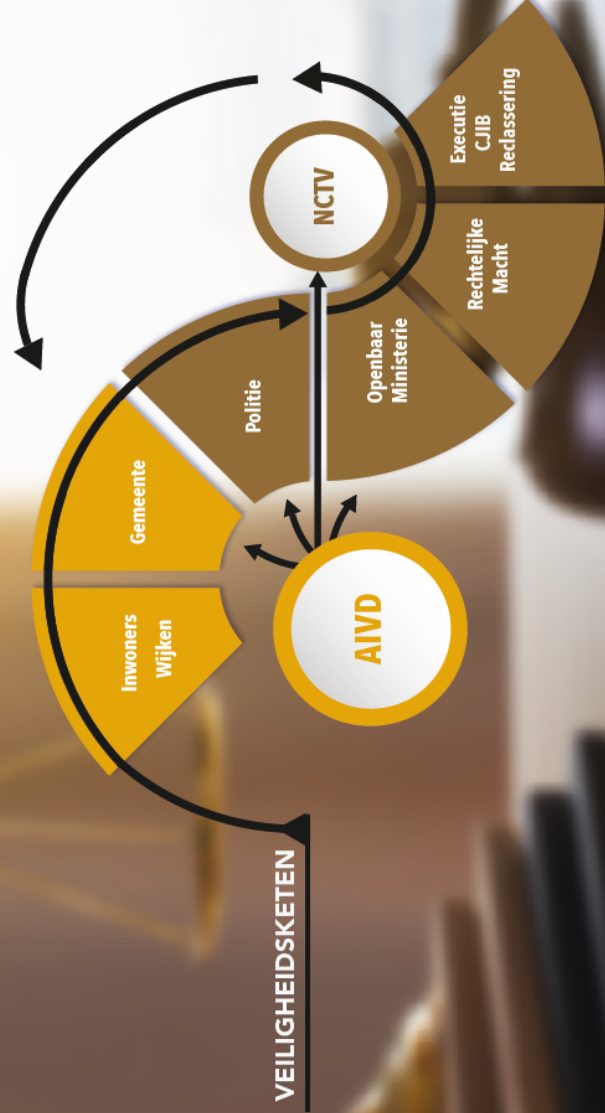 VEILIGHEIDSKETEN
Inwoners
Wijken
Gemeente
Politie
Openbaar
Ministerie
Rechtelijke
Macht
Executie
CJIB
Reclassering
AIVD
NCTV